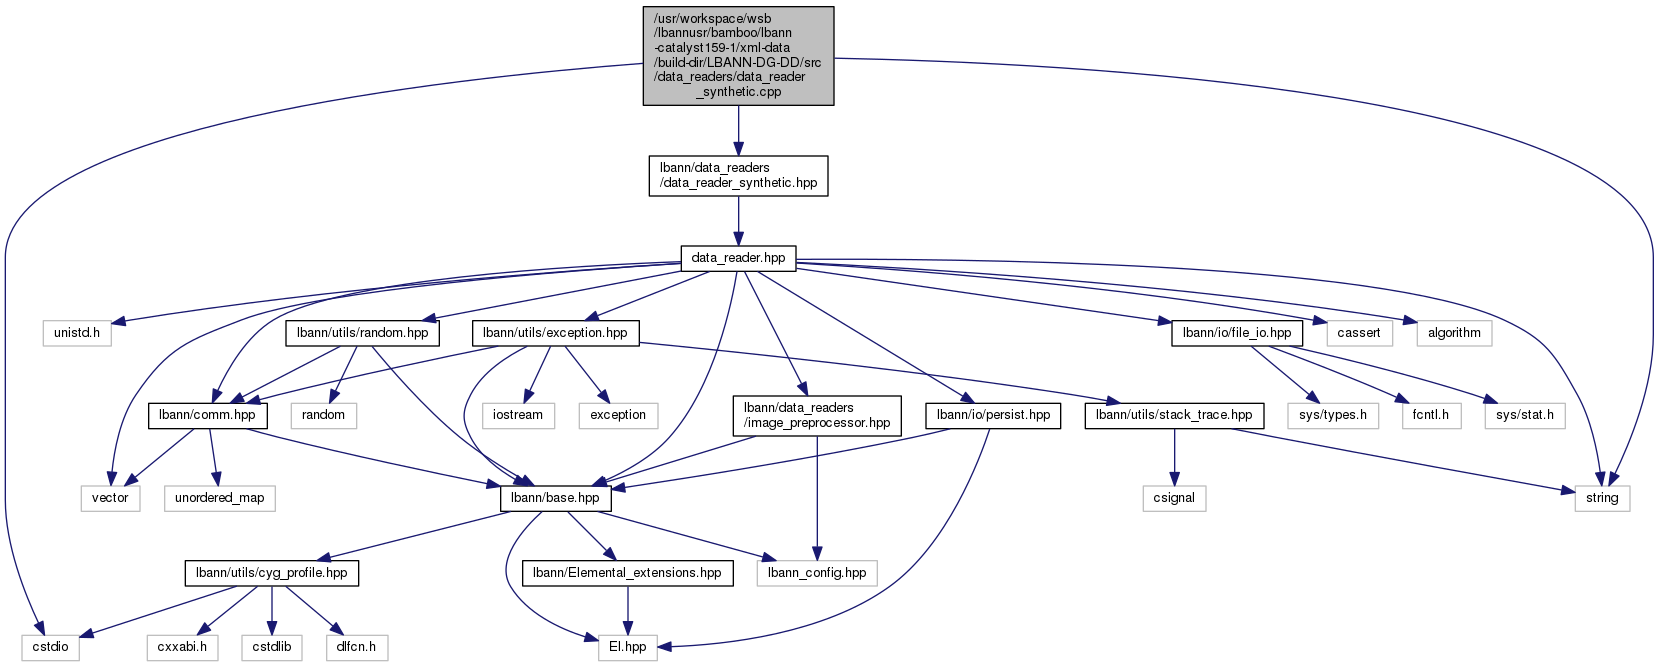 /usr/workspace/wsb
/lbannusr/bamboo/lbann
-catalyst159-1/xml-data
/build-dir/LBANN-DG-DD/src
/data_readers/data_reader
_synthetic.cpp
lbann/data_readers
/data_reader_synthetic.hpp
data_reader.hpp
unistd.h
lbann/utils/random.hpp
lbann/utils/exception.hpp
lbann/io/file_io.hpp
cassert
algorithm
lbann/comm.hpp
random
iostream
exception
lbann/data_readers
/image_preprocessor.hpp
lbann/io/persist.hpp
lbann/utils/stack_trace.hpp
sys/types.h
fcntl.h
sys/stat.h
vector
unordered_map
lbann/base.hpp
csignal
string
lbann/utils/cyg_profile.hpp
lbann/Elemental_extensions.hpp
lbann_config.hpp
cstdio
cxxabi.h
cstdlib
dlfcn.h
El.hpp